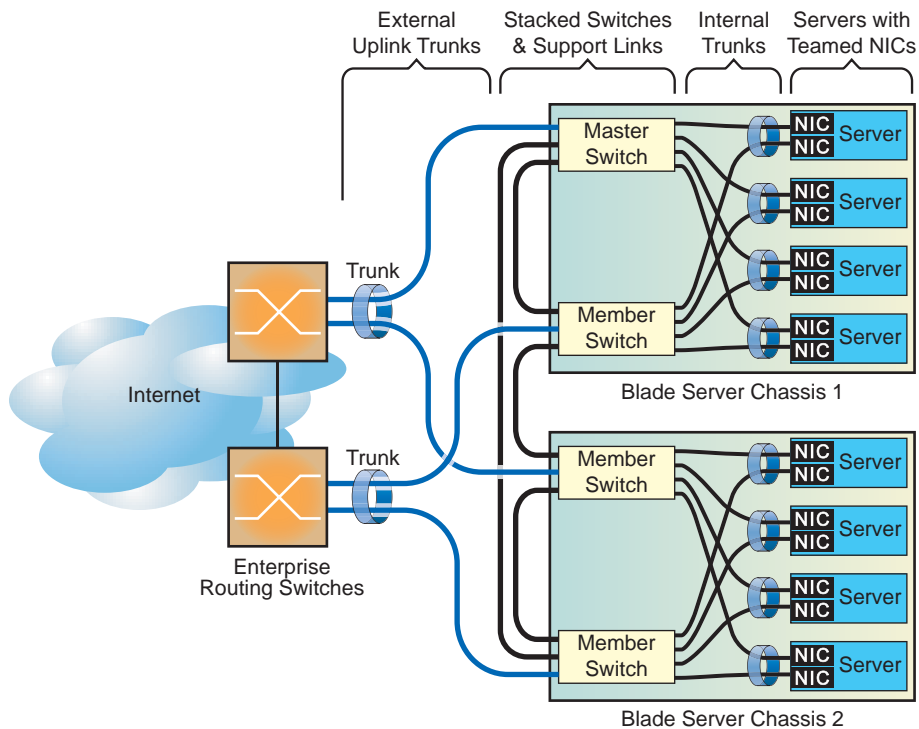 External
Uplink Trunks
Stacked Switches
& Support Links
Internal
Trunks
Servers with
Teamed NICs
Master
Switch
NIC
NIC
Server
NIC
NIC
Server
NIC
NIC
Server
NIC
NIC
Server
Member
Switch
Blade Server Chassis 1
Trunk
Internet
Trunk
Enterprise
Routing Switches
Member
Switch
NIC
NIC
Server
NIC
NIC
Server
NIC
NIC
Server
NIC
NIC
Server
Member
Switch
Blade Server Chassis 2